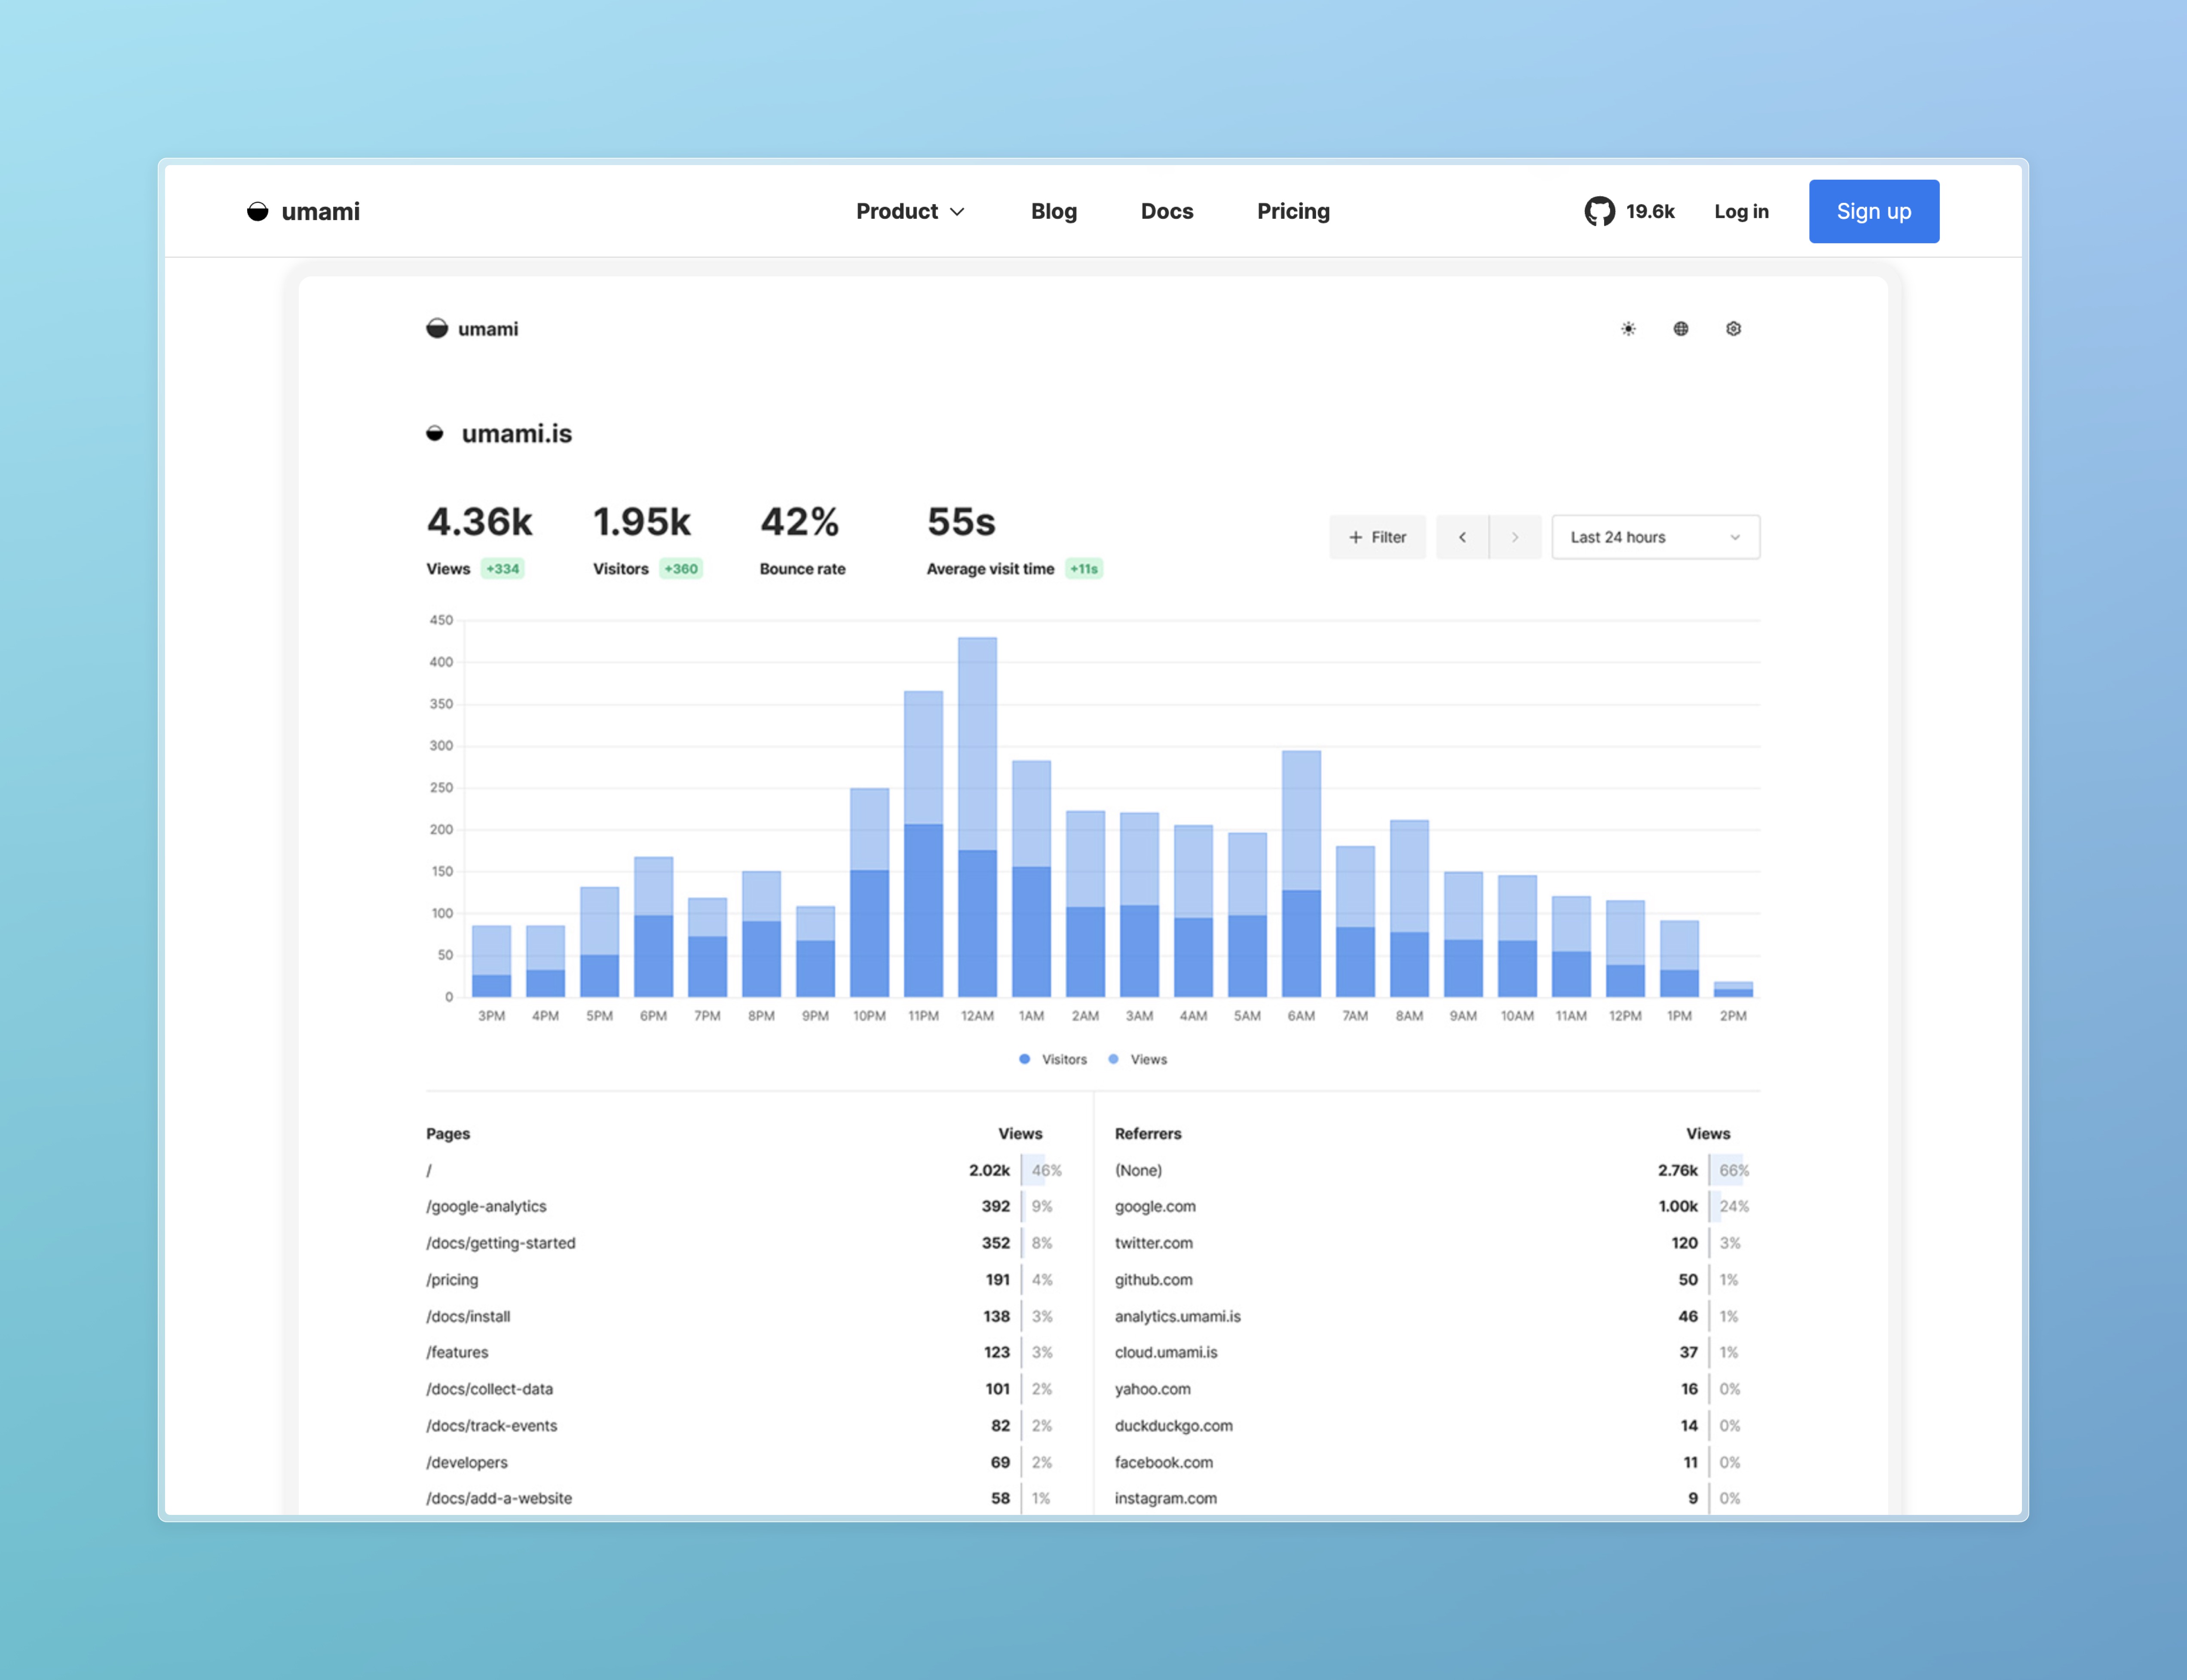 umami Product Blog Docs Pricing 19.6k Log in Sign up
umami
umami.is
4.36k 1.95k 42% 55s
Views +334 Visitors +360 Bounce rate Average visit time +11s
+ Filter Last 24 hours
450
400
350
300
250
200
150
100
50
0
3PM 4PM 5PM 6PM 7PM 8PM 9PM 10PM 11PM 12AM 1AM 2AM 3AM 4AM 5AM 6AM 7AM 8AM 9AM 10AM 11AM 12PM 1PM 2PM
Visitors Views
Pages Views
/ 2.02k 46%
/google-analytics 392 9%
/docs/getting-started 352 8%
/pricing 191 4%
/docs/install 138 3%
/features 123 3%
/docs/collect-data 101 2%
/docs/track-events 82 2%
/developers 69 2%
/docs/add-a-website 58 1%
Referrers Views
(None) 2.76k 66%
google.com 1.00k 24%
twitter.com 120 3%
github.com 50 1%
analytics.umami.is 46 1%
cloud.umami.is 37 1%
yahoo.com 16 0%
duckduckgo.com 14 0%
facebook.com 11 0%
instagram.com 9 0%